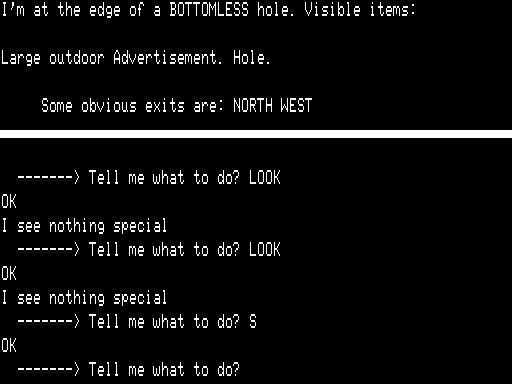 I'm at the edge of a BOTTOMLESS hole. Visible items:
Large outdoor Advertisement. Hole.
Some obvious exits are: NORTH WEST
-------> Tell me what to do? LOOK
OK
I see nothing special
-------> Tell me what to do? LOOK
OK
I see nothing special
-------> Tell me what to do? S
OK
-------> Tell me what to do?